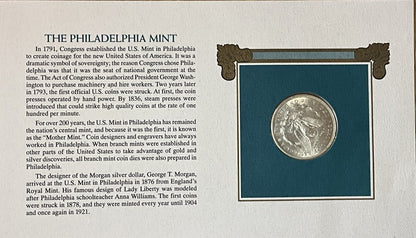 THE PHILADELPHIA MINT
In 1791, Congress established the U.S. Mint in Philadelphia
to create coinage for the new United States of America. It was a
dramatic symbol of sovereignty; the reason Congress chose Phila-
delphia was that it was the seat of national government at the
time. The Act of Congress also authorized President George Wash-
ington to purchase machinery and hire workers. Two years later
in 1793, the first official U.S. coins were struck. At first, the coin
presses operated by hand power. By 1836, steam presses were
introduced that could strike high quality coins at the rate of one
hundred per minute.
For over 200 years, the U.S. Mint in Philadelphia has remained
the nation's central mint, and because it was the first, it is known
as the "Mother Mint." Coin designers and engravers have always
worked in Philadelphia. When branch mints were established in
other parts of the United States to take advantage of gold and
silver discoveries, all branch mint coin dies were also prepared in
Philadelphia.
The designer of the Morgan silver dollar, George T. Morgan,
arrived at the U.S. Mint in Philadelphia in 1876 from England's
Royal Mint. His famous design of Lady Liberty was modeled
after Philadelphia schoolteacher Anna Williams. The first coins
were struck in 1878, and they were minted every year until 1904
and once again in 1921.